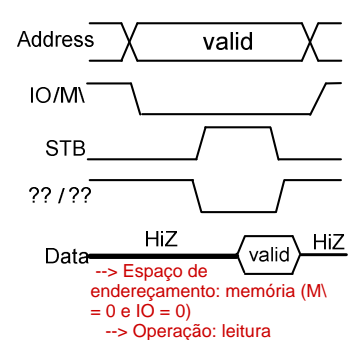 Address valid
IO/M\
STB
?? / ??
Data HiZ valid HiZ
--> Espaço de
endereçamento: memória (M\
= 0 e IO = 0)
--> Operação: leitura